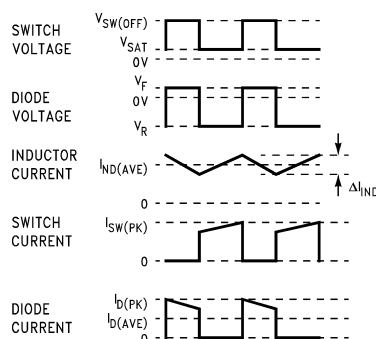 SWITCH
VOLTAGE
VSW(OFF)
VSAT
0V
DIODE
VOLTAGE
VF
0V
VR
INDUCTOR
CURRENT
IND(AVE)
ΔIIND
0
SWITCH
CURRENT
ISW(PK)
0
DIODE
CURRENT
ID(PK)
ID(AVE)
0